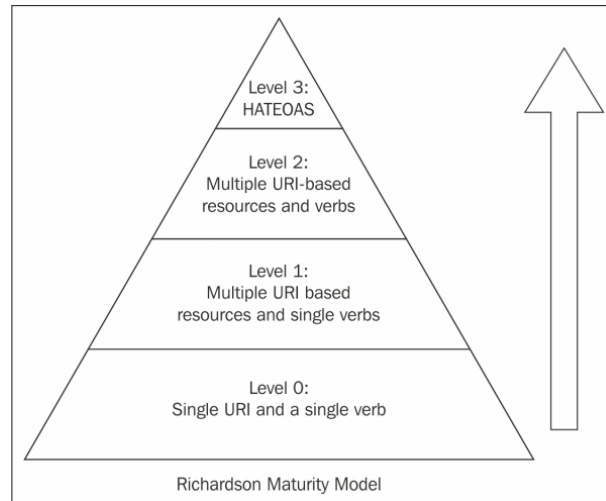 Level 3:
HATEOAS
Level 2:
Multiple URI-based
resources and verbs
Level 1:
Multiple URI based
resources and single verbs
Level 0:
Single URI and a single verb
Richardson Maturity Model